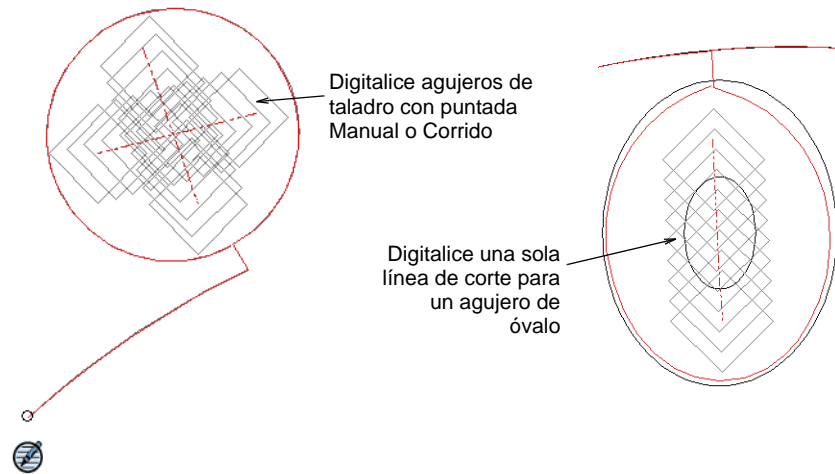 Digitalice agujeros de
taladro con puntada
Manual o Corrido
Digitalice una sola
línea de corte para
un agujero de
óvalo